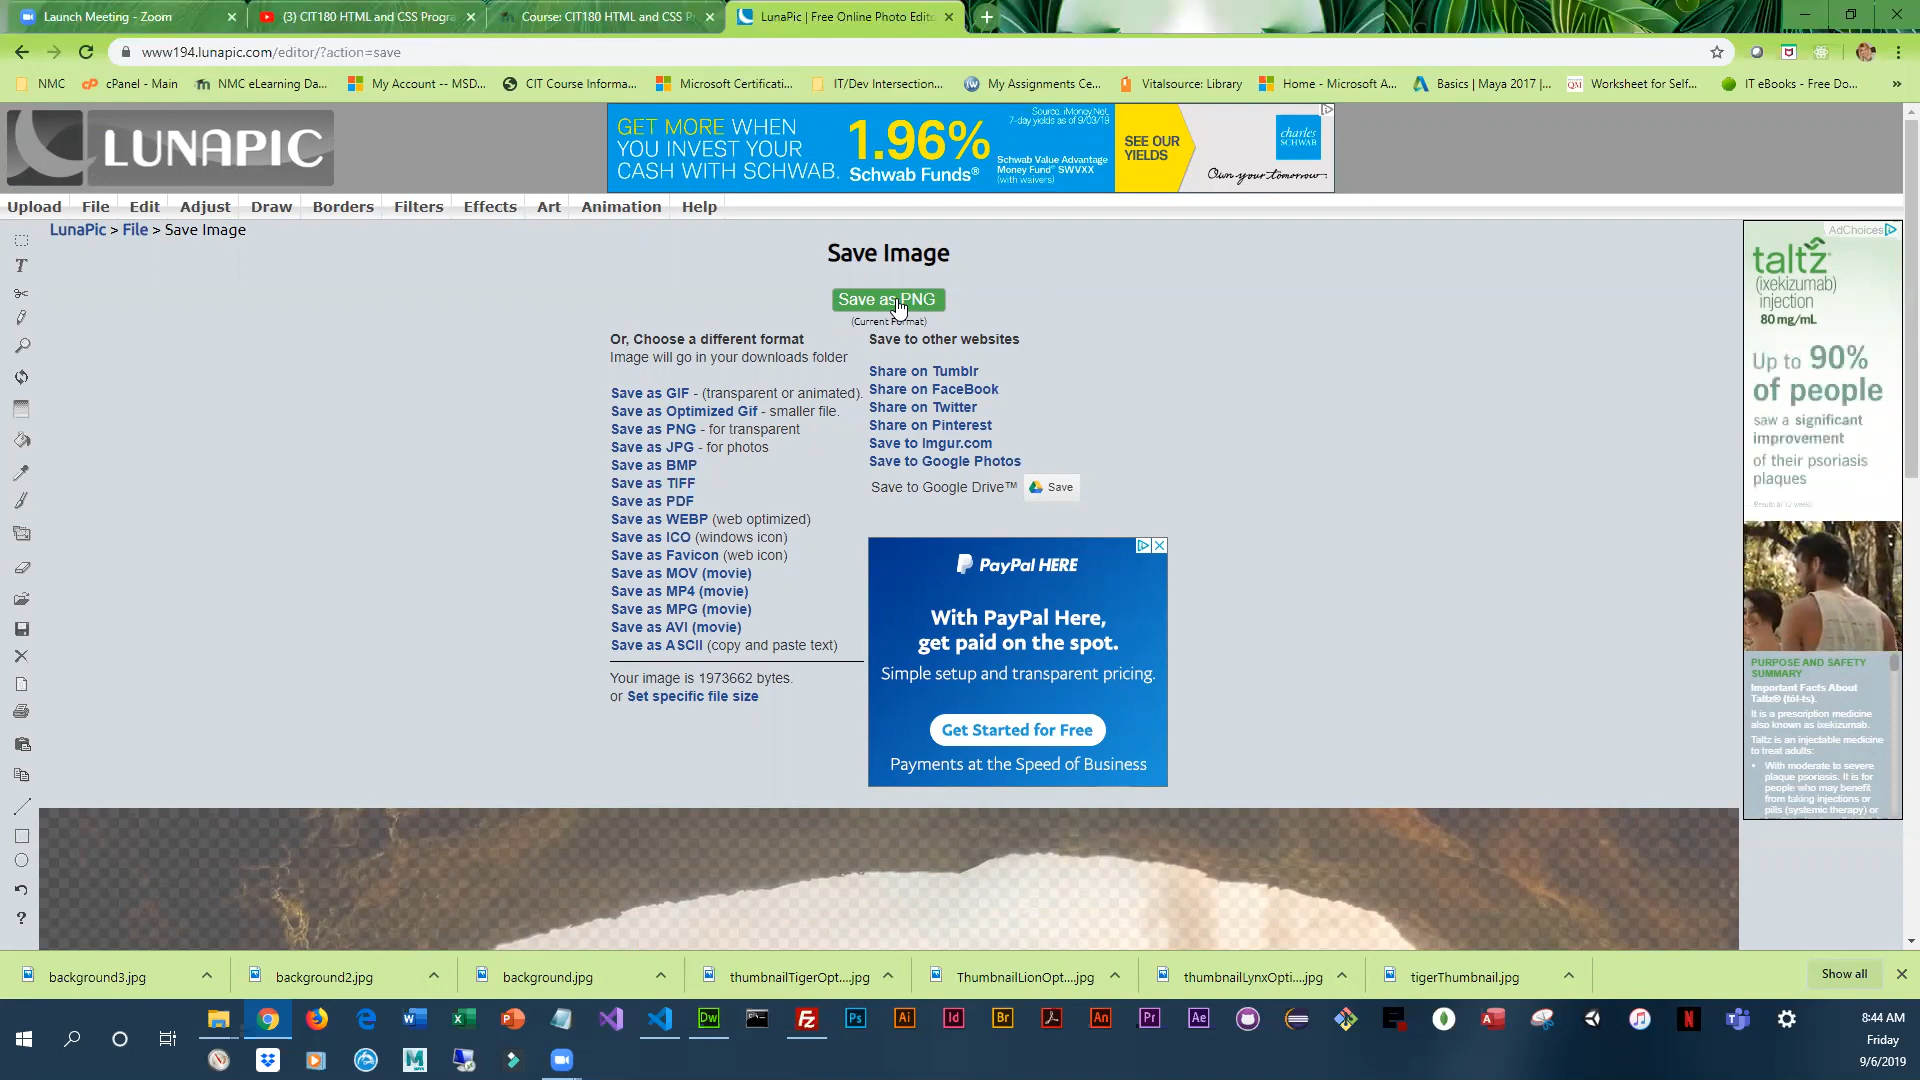 Launch Meeting - Zoom
(3) CIT180 HTML and CSS Progra
Course: CIT180 HTML and CSS Pr
LunaPic | Free Online Photo Edito
www194.lunapic.com/editor/?action=save
NMC
cPanel - Main
NMC eLearning Da...
My Account -- MSD...
CIT Course Informa...
Microsoft Certificati...
IT/Dev Intersection...
My Assignments Ce...
Vitalsource: Library
Home - Microsoft A...
Basics | Maya 2017 |...
QM
Worksheet for Self...
IT eBooks - Free Do...
LUNAPIC
GET MORE WHEN
YOU INVEST YOUR
CASH WITH SCHWAB.
1.96%
Schwab Funds®
Source: iMoney.Net,
7-day yields as of 9/03/19
Schwab Value Advantage
Money Fund® SWVXX
(with waivers)
SEE OUR
YIELDS
charles
SCHWAB
Own your tomorrow.
Upload
File
Edit
Adjust
Draw
Borders
Filters
Effects
Art
Animation
Help
LunaPic > File > Save Image
Save Image
Save as PNG
(Current Format)
Or, Choose a different format
Image will go in your downloads folder
Save as GIF - (transparent or animated).
Save as Optimized Gif - smaller file.
Save as PNG - for transparent
Save as JPG - for photos
Save as BMP
Save as TIFF
Save as PDF
Save as WEBP (web optimized)
Save as ICO (windows icon)
Save as Favicon (web icon)
Save as MOV (movie)
Save as MP4 (movie)
Save as MPG (movie)
Save as AVI (movie)
Save as ASCII (copy and paste text)
Your image is 1973662 bytes.
or Set specific file size
Save to other websites
Share on Tumblr
Share on FaceBook
Share on Twitter
Share on Pinterest
Save to Imgur.com
Save to Google Photos
Save to Google Drive™
Save
PayPal HERE
With PayPal Here,
get paid on the spot.
Simple setup and transparent pricing.
Get Started for Free
Payments at the Speed of Business
AdChoices
taltz
(ixekizumab)
injection
80 mg/mL
Up to 90%
of people
saw a significant
improvement
of their psoriasis
plaques
Results at 12 weeks
PURPOSE AND SAFETY
SUMMARY
Important Facts About
Taltz® (tol-ts).
It is a prescription medicine
also known as ixekizumab.
Taltz is an injectable medicine
to treat adults:
• With moderate to severe
plaque psoriasis. It is for
people who may benefit
from taking injections or
pills (systemic therapy) or
background3.jpg
background2.jpg
background.jpg
thumbnailTigerOpt....jpg
ThumbnailLionOpt....jpg
thumbnailLynxOpti....jpg
tigerThumbnail.jpg
Show all
8:44 AM
Friday
9/6/2019